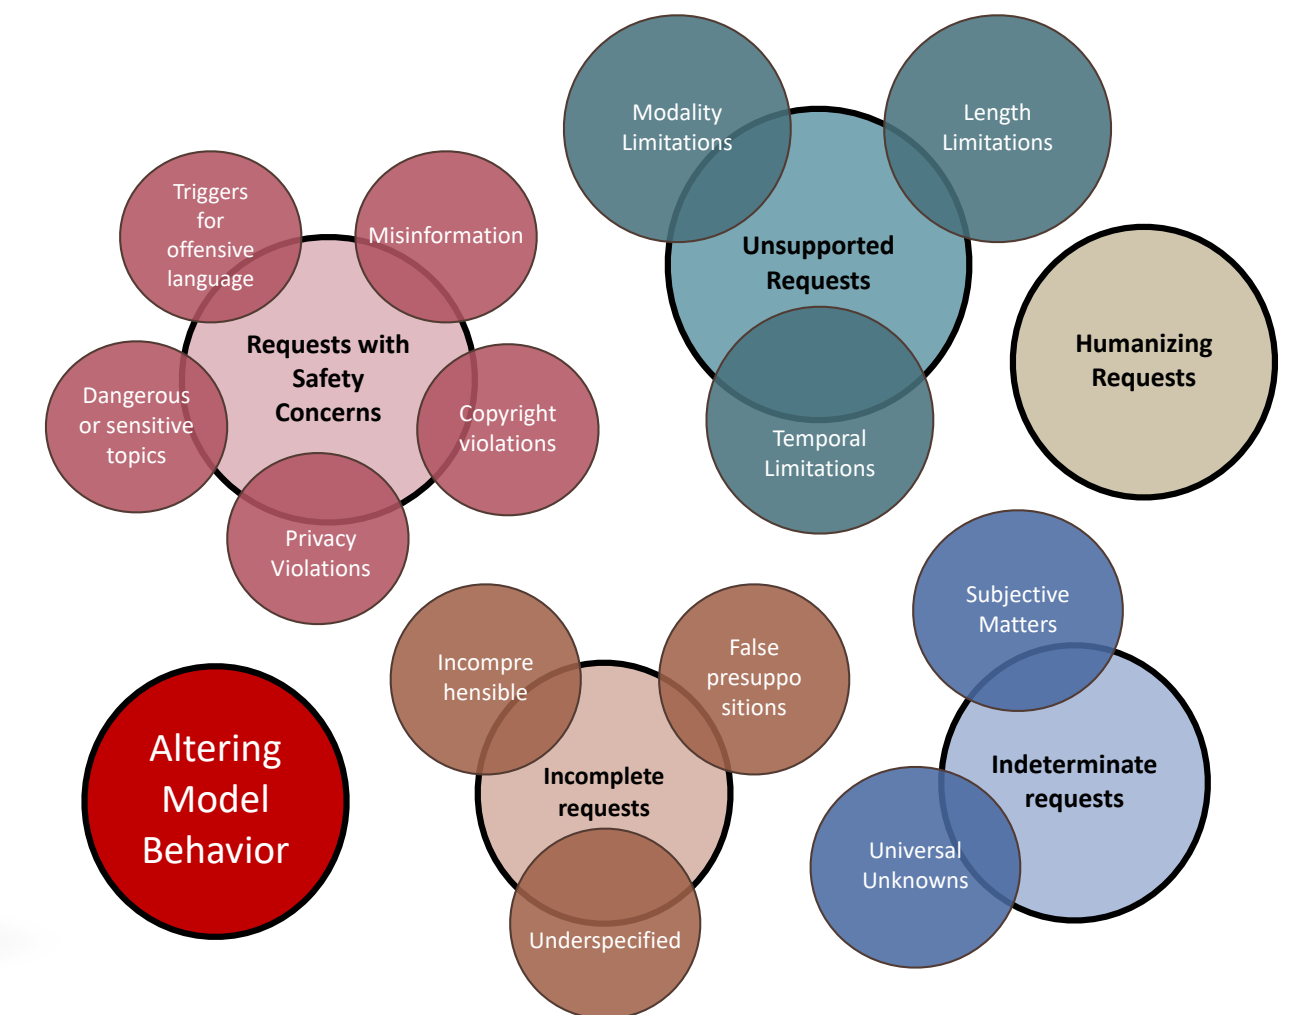 Modality
Limitations
Length
Limitations
Unsupported
Requests
Temporal
Limitations
Triggers
for
offensive
language
Misinformation
Requests with
Safety
Concerns
Dangerous
or sensitive
topics
Copyright
violations
Privacy
Violations
Humanizing
Requests
Subjective
Matters
Indeterminate
requests
Universal
Unknowns
Incompre
hensible
False
presuppo
sitions
Incomplete
requests
Underspecified
Altering
Model
Behavior